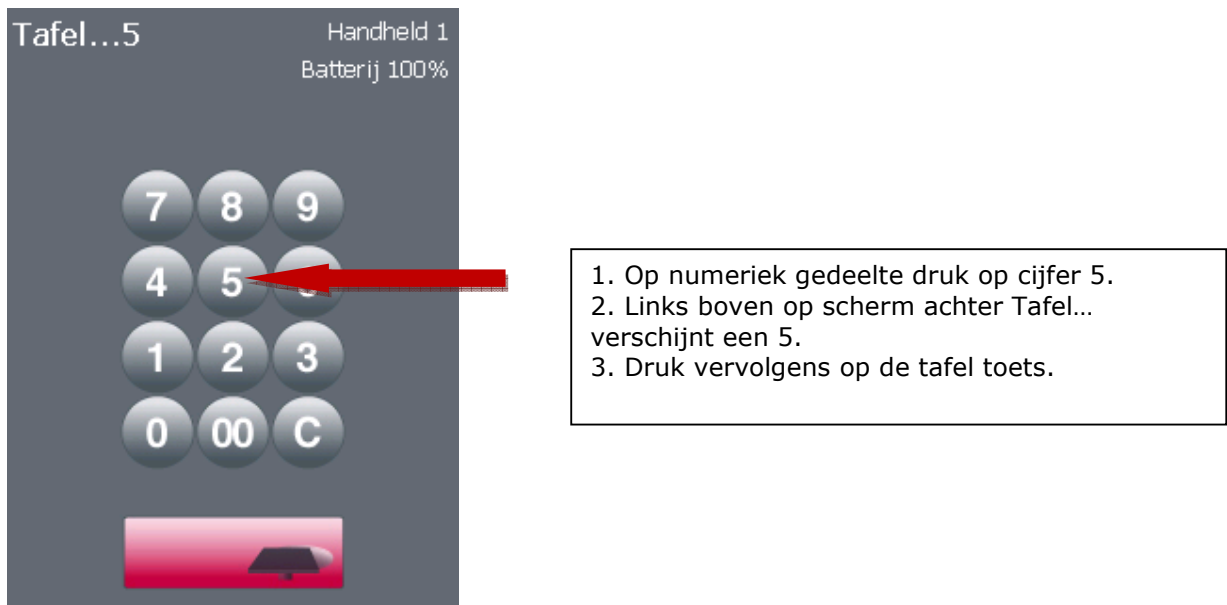 Tafel...5
Handheld 1
Batterij 100%
7 8 9
4 5
1 2 3
0 00 C
1. Op numeriek gedeelte druk op cijfer 5.
2. Links boven op scherm achter Tafel…
verschijnt een 5.
3. Druk vervolgens op de tafel toets.